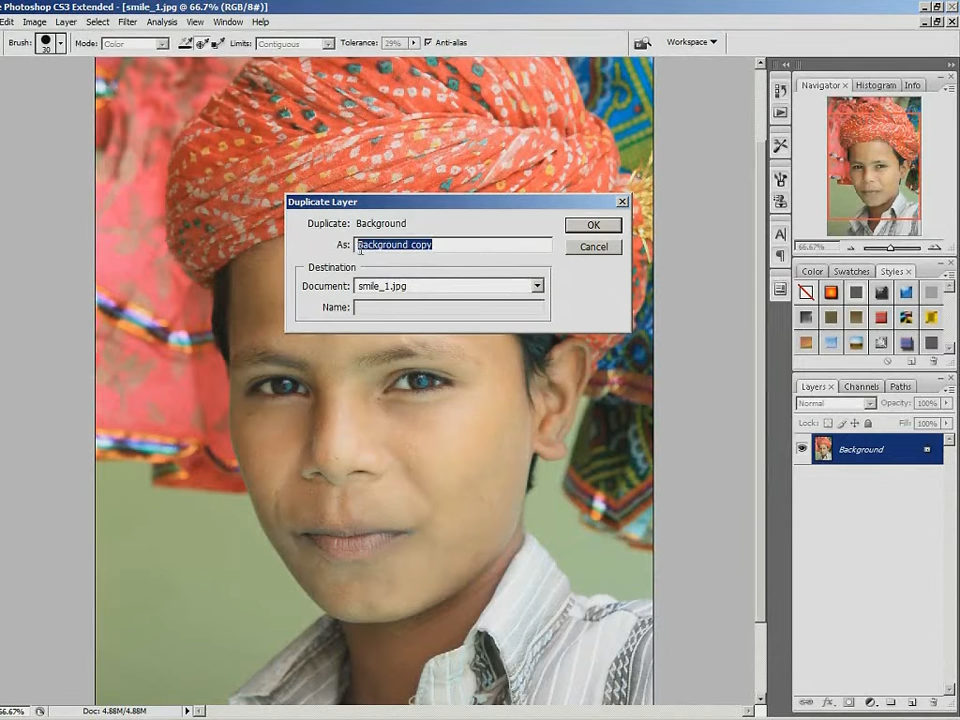 e Photoshop CS3 Extended - [smile_1.jpg @ 66.7% (RGB/8#)]
Edit Image Layer Select Filter Analysis View Window Help
Brush: 30 Mode: Color Limits: Contiguous Tolerance: 29% Anti-alias Workspace
Navigator x Histogram Info
66.67%
Color Swatches Styles x
Layers x Channels Paths
Normal Opacity: 100%
Lock: Fill: 100%
Background
Duplicate Layer
Duplicate: Background OK
As: Background copy Cancel
Destination
Document: smile_1.jpg
Name:
66.67% Doc: 4.88M/4.88M